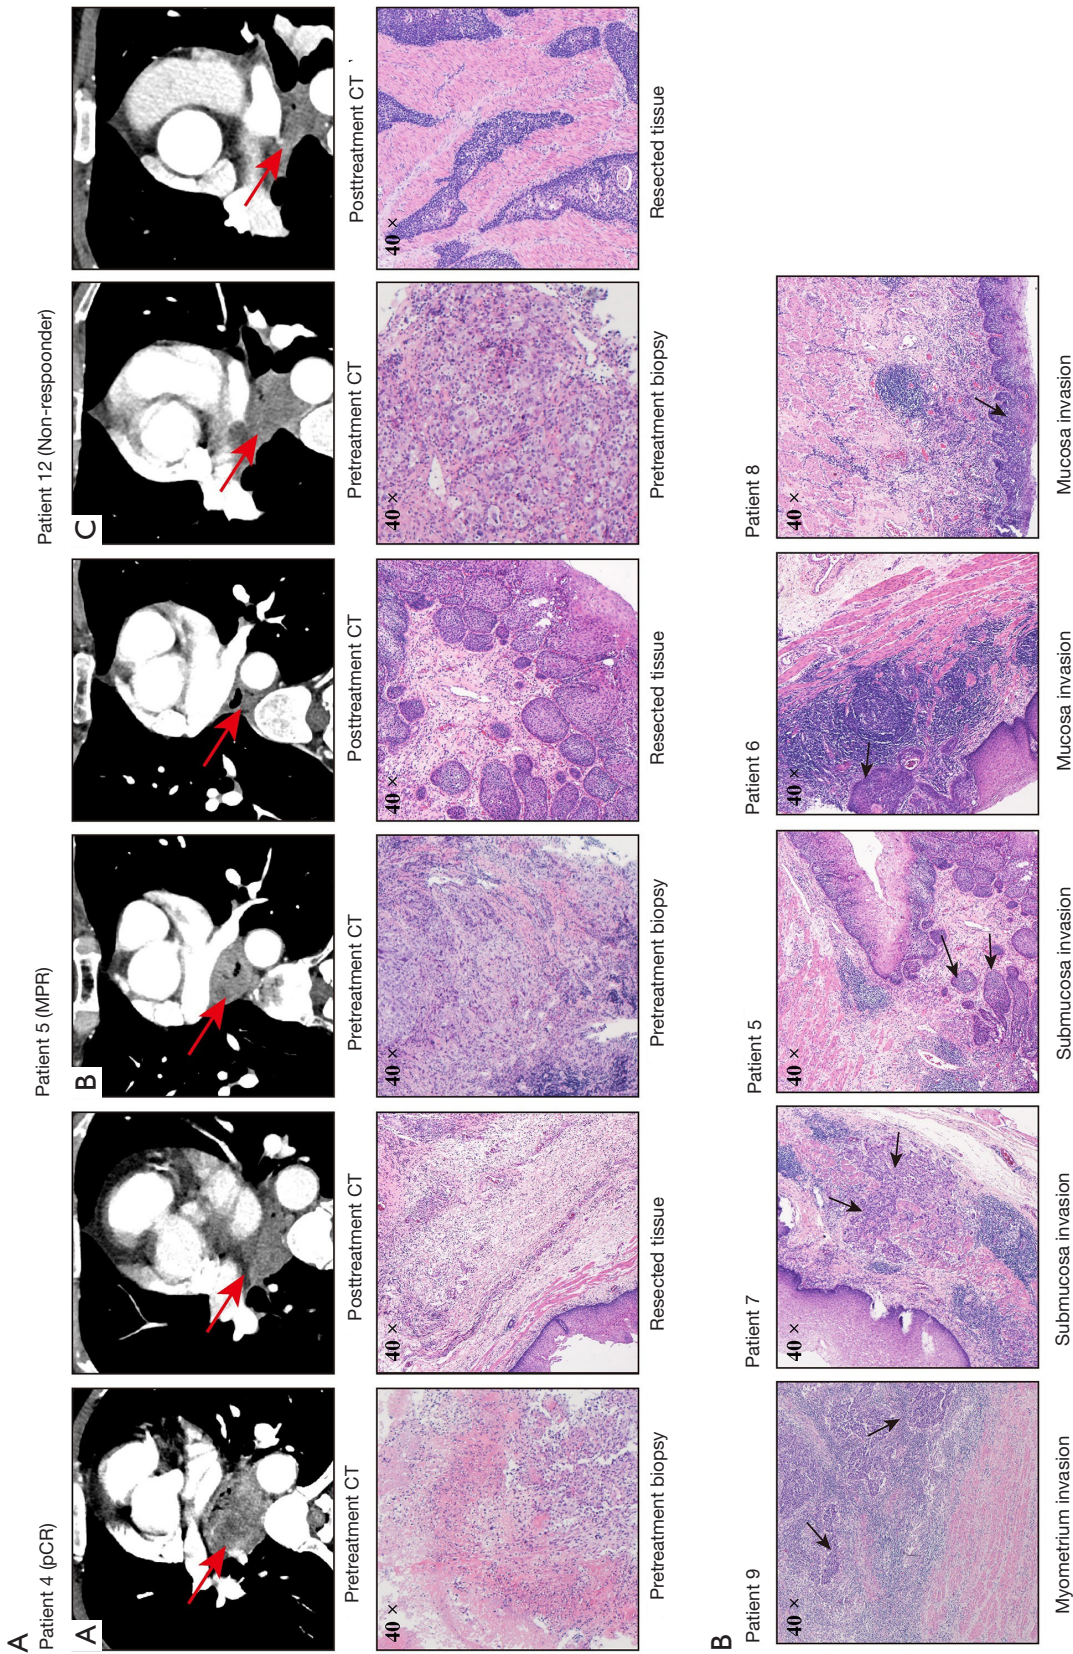 A
Patient 4 (pCR)
Patient 5 (MPR)
Patient 12 (Non-respoonder)
A
B
C
Pretreatment CT
Posttreatment CT
Pretreatment CT
Posttreatment CT
Pretreatment CT
Posttreatment CT `
40 ×
40 ×
40 ×
40 ×
40 ×
40 ×
Pretreatment biopsy
Resected tissue
Pretreatment biopsy
Resected tissue
Pretreatment biopsy
Resected tissue
B
Patient 9
Patient 7
Patient 5
Patient 6
Patient 8
40 ×
40 ×
40 ×
40 ×
40 ×
Myometrium invasion
Submucosa invasion
Submucosa invasion
Mucosa invasion
Mucosa invasion